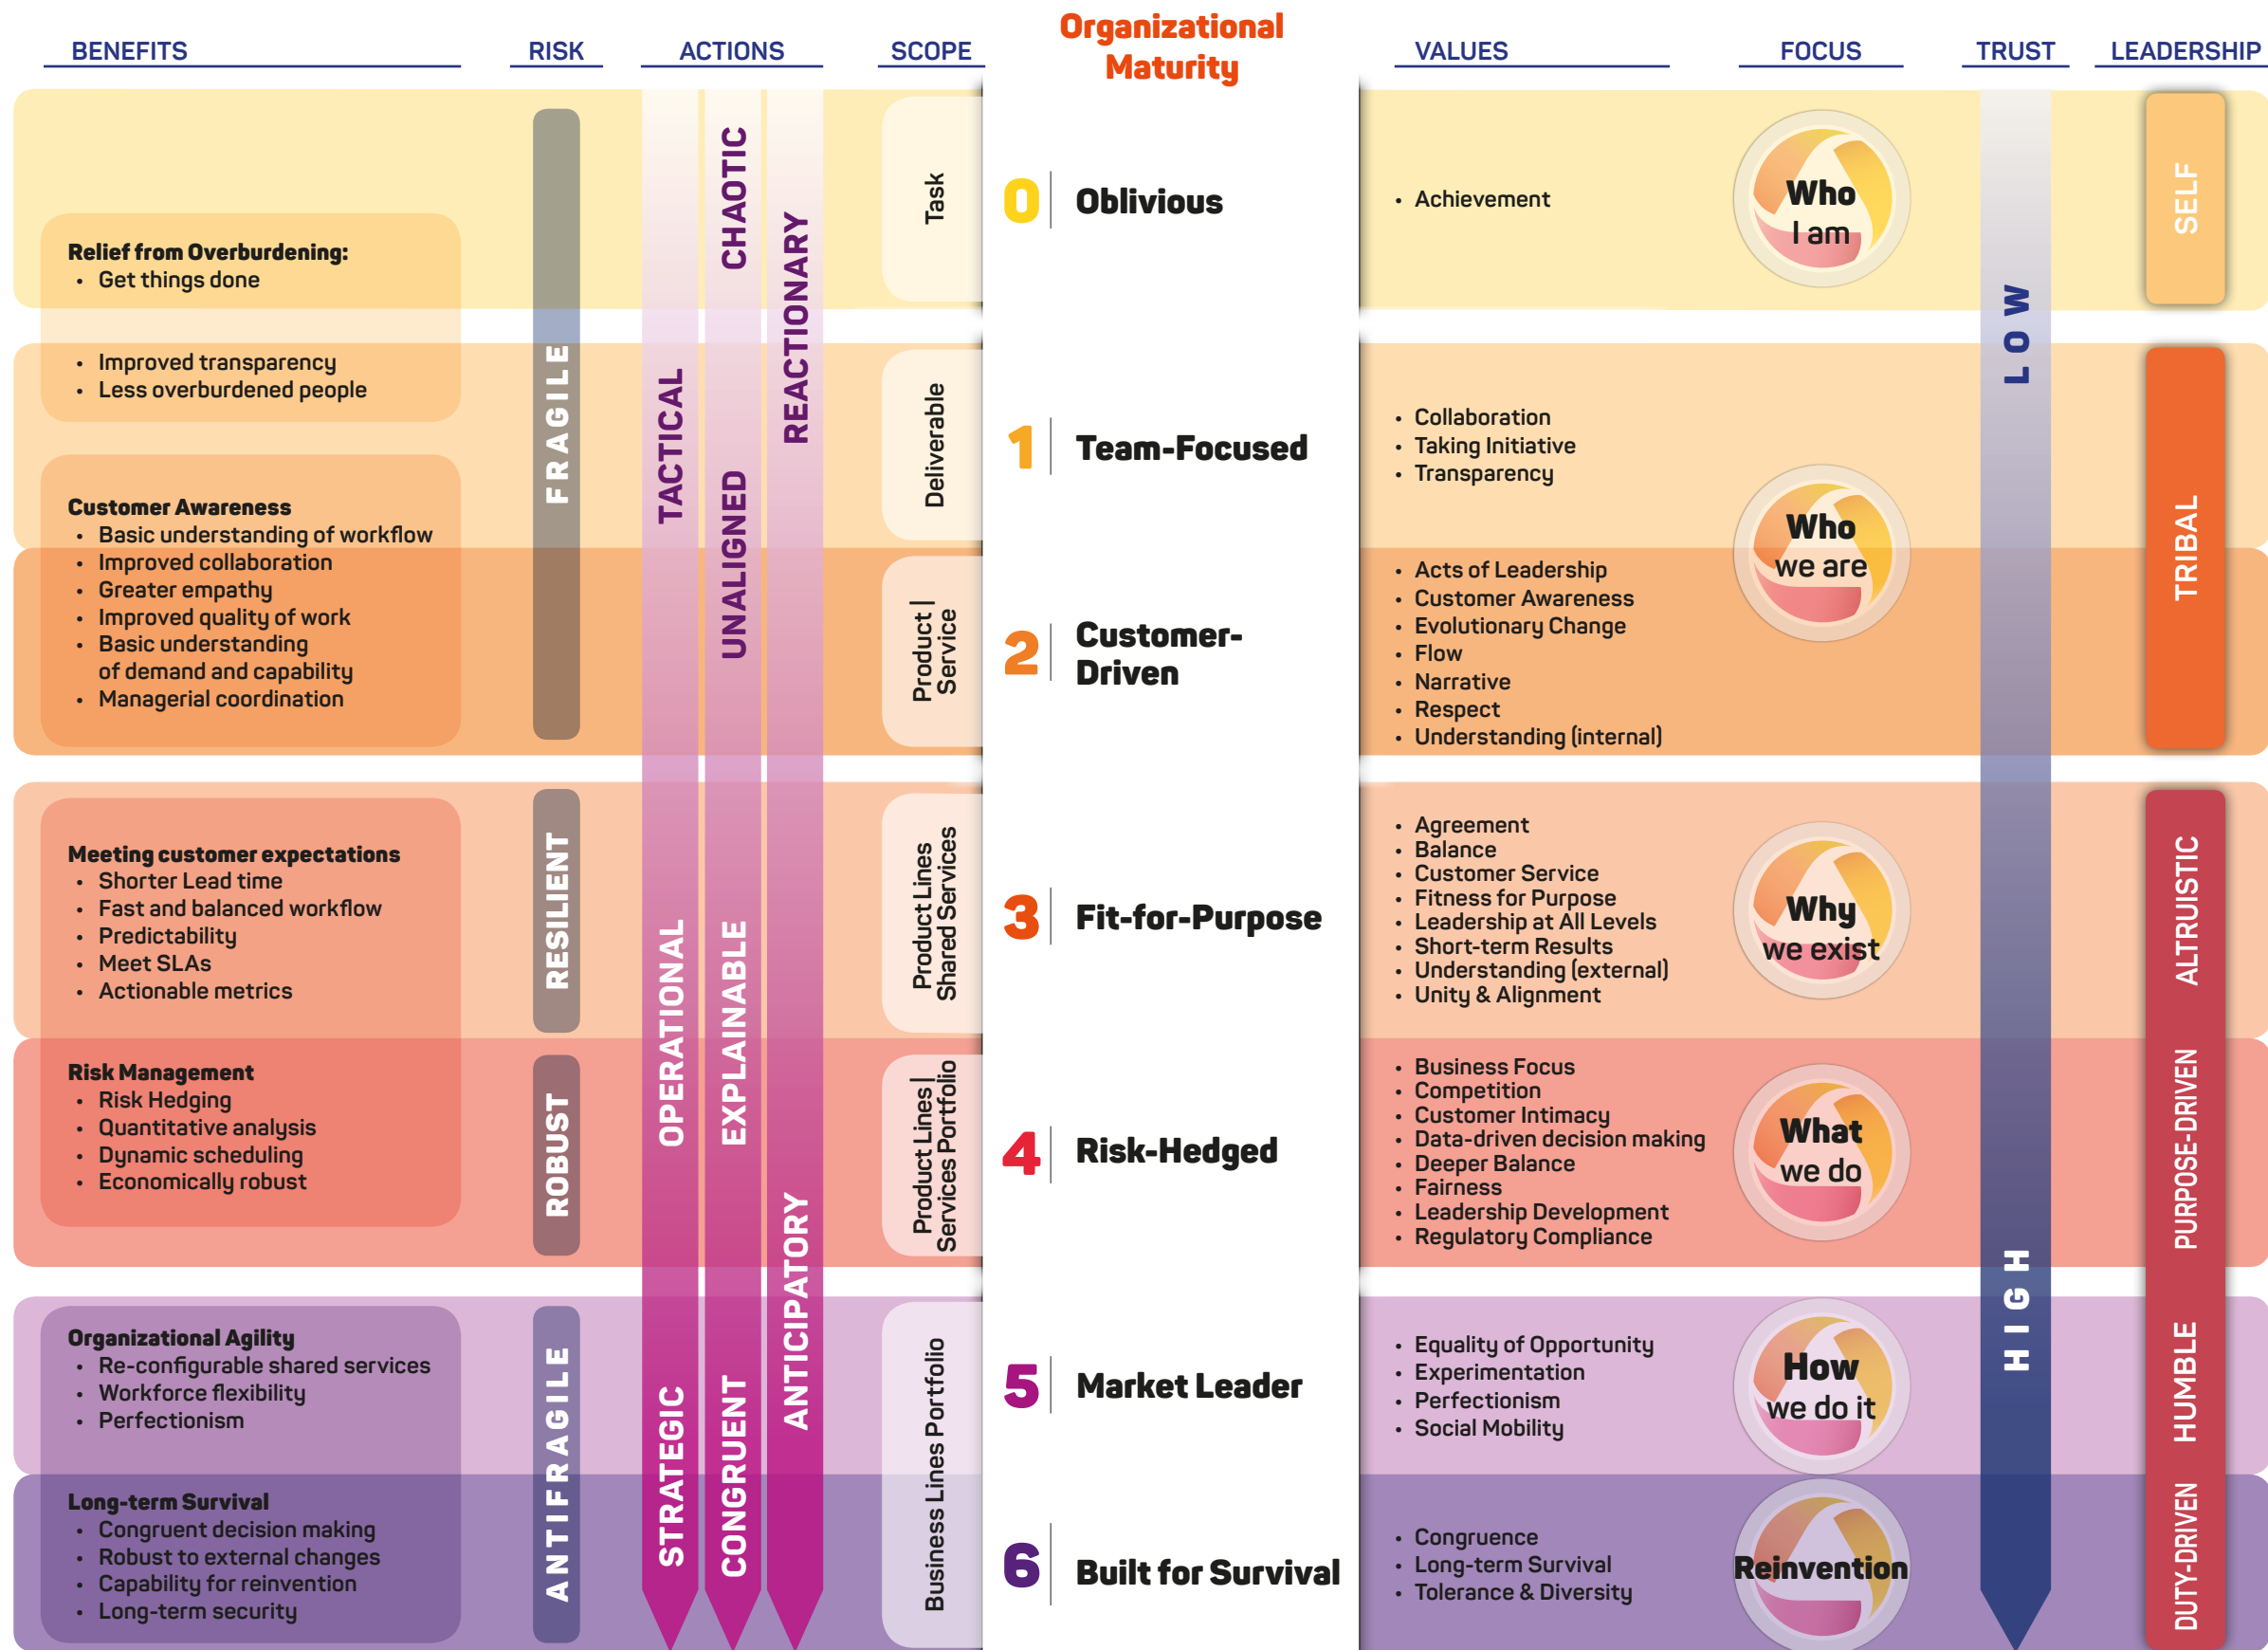 Organizational
Maturity
BENEFITS
RISK
ACTIONS
SCOPE
VALUES
FOCUS
TRUST
LEADERSHIP
Relief from Overburdening:
• Get things done
• Improved transparency
• Less overburdened people
Customer Awareness
• Basic understanding of workflow
• Improved collaboration
• Greater empathy
• Improved quality of work
• Basic understanding
of demand and capability
• Managerial coordination
Meeting customer expectations
• Shorter Lead time
• Fast and balanced workflow
• Predictability
• Meet SLAs
• Actionable metrics
Risk Management
• Risk Hedging
• Quantitative analysis
• Dynamic scheduling
• Economically robust
Organizational Agility
• Re-configurable shared services
• Workforce flexibility
• Perfectionism
Long-term Survival
• Congruent decision making
• Robust to external changes
• Capability for reinvention
• Long-term security
FRAGILE
RESILIENT
ROBUST
ANTIFRAGILE
TACTICAL
OPERATIONAL
STRATEGIC
CHAOTIC
UNALIGNED
EXPLAINABLE
CONGRUENT
REACTIONARY
ANTICIPATORY
Task
Deliverable
Product |
Service
Product Lines
Shared Services
Product Lines |
Services Portfolio
Business Lines Portfolio
0 Oblivious
1 Team-Focused
2 Customer-
Driven
3 Fit-for-Purpose
4 Risk-Hedged
5 Market Leader
6 Built for Survival
• Achievement
• Collaboration
• Taking Initiative
• Transparency
• Acts of Leadership
• Customer Awareness
• Evolutionary Change
• Flow
• Narrative
• Respect
• Understanding (internal)
• Agreement
• Balance
• Customer Service
• Fitness for Purpose
• Leadership at All Levels
• Short-term Results
• Understanding (external)
• Unity & Alignment
• Business Focus
• Competition
• Customer Intimacy
• Data-driven decision making
• Deeper Balance
• Fairness
• Leadership Development
• Regulatory Compliance
• Equality of Opportunity
• Experimentation
• Perfectionism
• Social Mobility
• Congruence
• Long-term Survival
• Tolerance & Diversity
Who
I am
Who
we are
Why
we exist
What
we do
How
we do it
Reinvention
LOW
HIGH
SELF
TRIBAL
ALTRUISTIC
PURPOSE-DRIVEN
HUMBLE
DUTY-DRIVEN